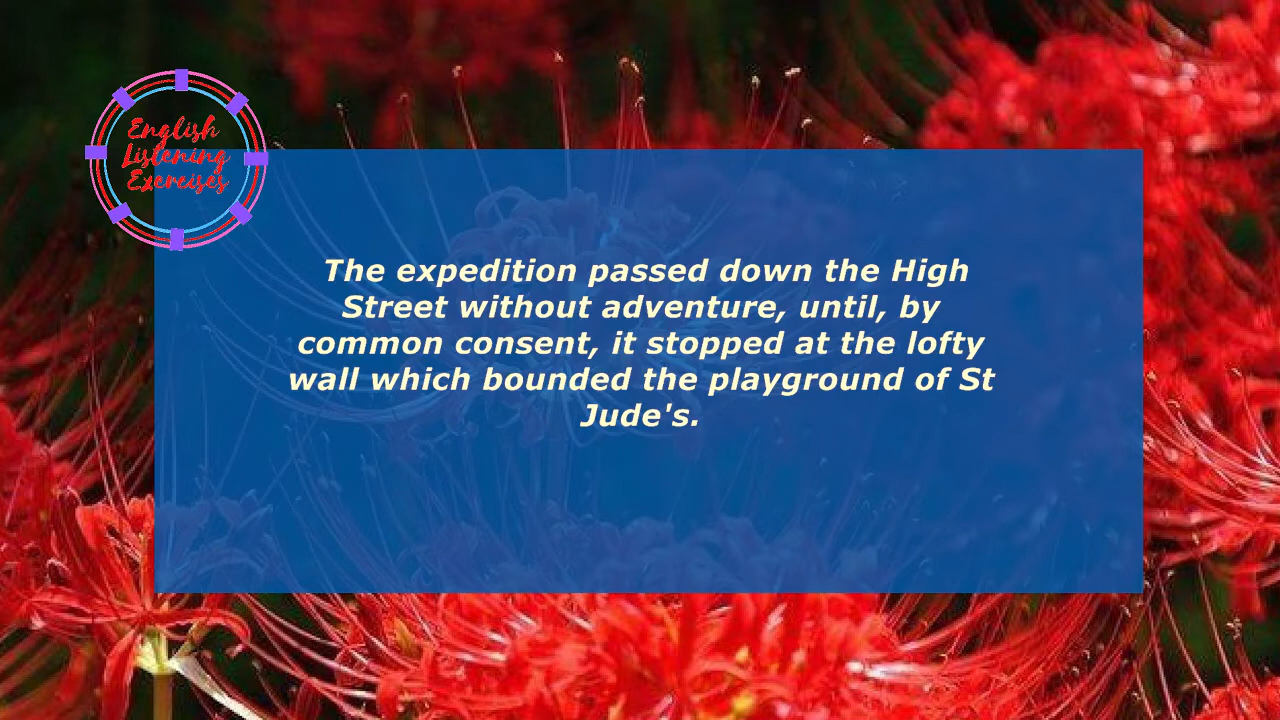 English
Listening
Exercises
The expedition passed down the High
Street without adventure, until, by
common consent, it stopped at the lofty
wall which bounded the playground of St
Jude's.